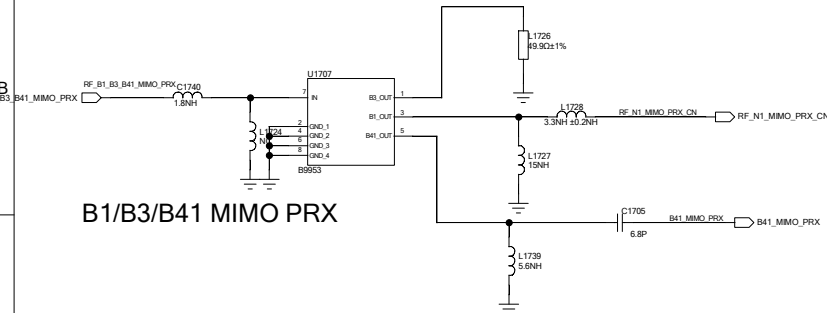 L1726
49.9Ω±1%
B
B3_B41_MIMO_PRX
RF_B1_B3_B41_MIMO_PRX
C1740
1.8NH
U1707
7
IN
B3_OUT
1
B1_OUT
3
B41_OUT
5
2
GND_1
4
GND_2
6
GND_3
8
GND_4
B9953
L1724
L1728
3.3NH ±0.2NH
RF_N1_MIMO_PRX_CN
RF_N1_MIMO_PRX_CN
L1727
15NH
B1/B3/B41 MIMO PRX
C1705
6.8P
B41_MIMO_PRX
B41_MIMO_PRX
L1739
5.6NH